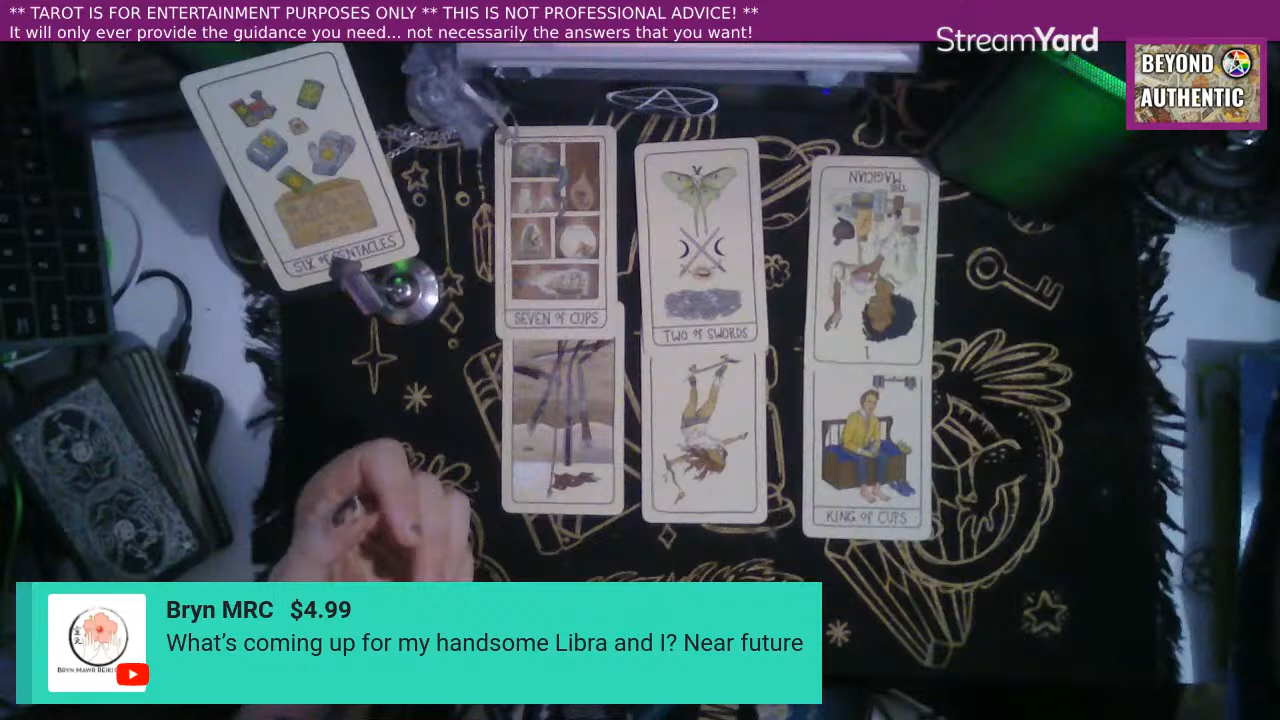 ** TAROT IS FOR ENTERTAINMENT PURPOSES ONLY ** THIS IS NOT PROFESSIONAL ADVICE! **
It will only ever provide the guidance you need... not necessarily the answers that you want!
StreamYard
BEYOND
AUTHENTIC
SIX OF PENTACLES
SEVEN OF CUPS
TWO OF SWORDS
THE
MAGICIAN
I
KING OF CUPS
Bryn MRC $4.99
What's coming up for my handsome Libra and I? Near future